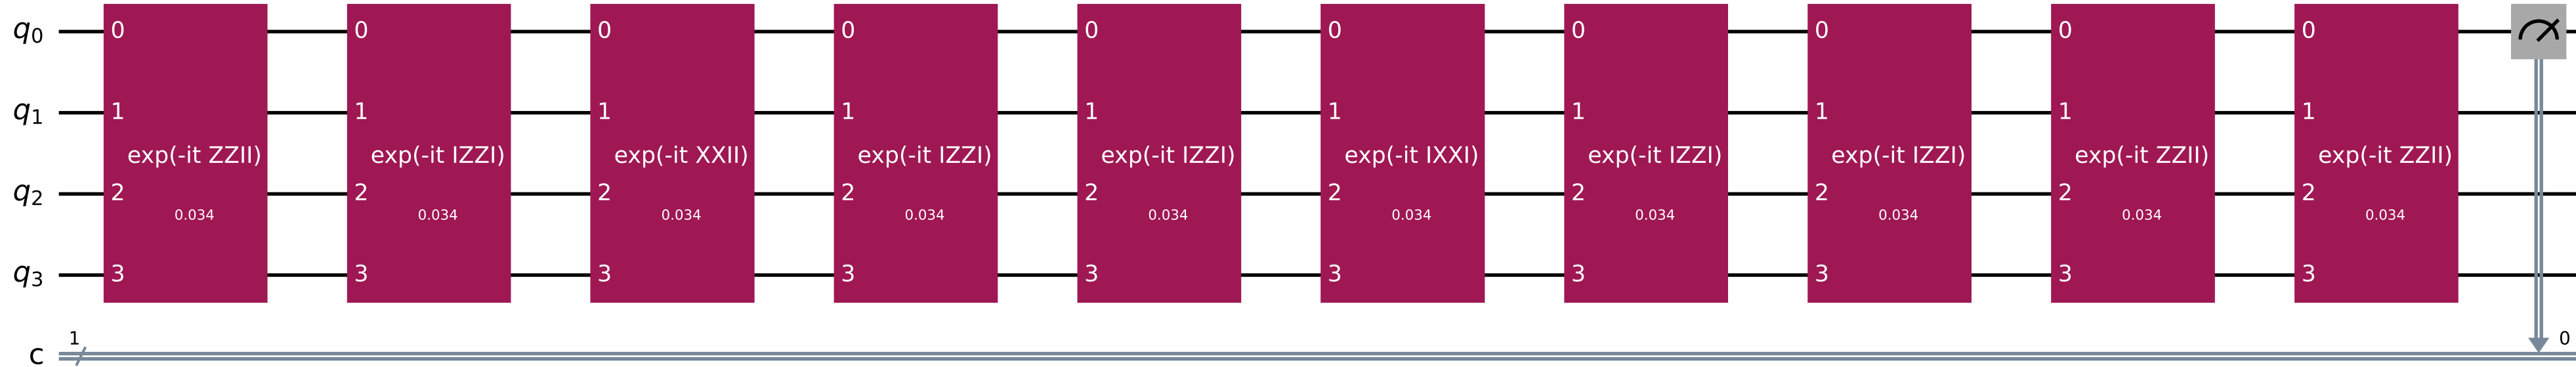 q0 0 0 0 0 0 0 0 0 0 0
q1 1 1 1 1 1 1 1 1 1 1
exp(-it ZZII) exp(-it IZZI) exp(-it XXII) exp(-it IZZI) exp(-it IZZI) exp(-it IXXI) exp(-it IZZI) exp(-it IZZI) exp(-it ZZII) exp(-it ZZII)
q2 2 2 2 2 2 2 2 2 2 2
0.034 0.034 0.034 0.034 0.034 0.034 0.034 0.034 0.034 0.034
q3 3 3 3 3 3 3 3 3 3 3
1 0
c